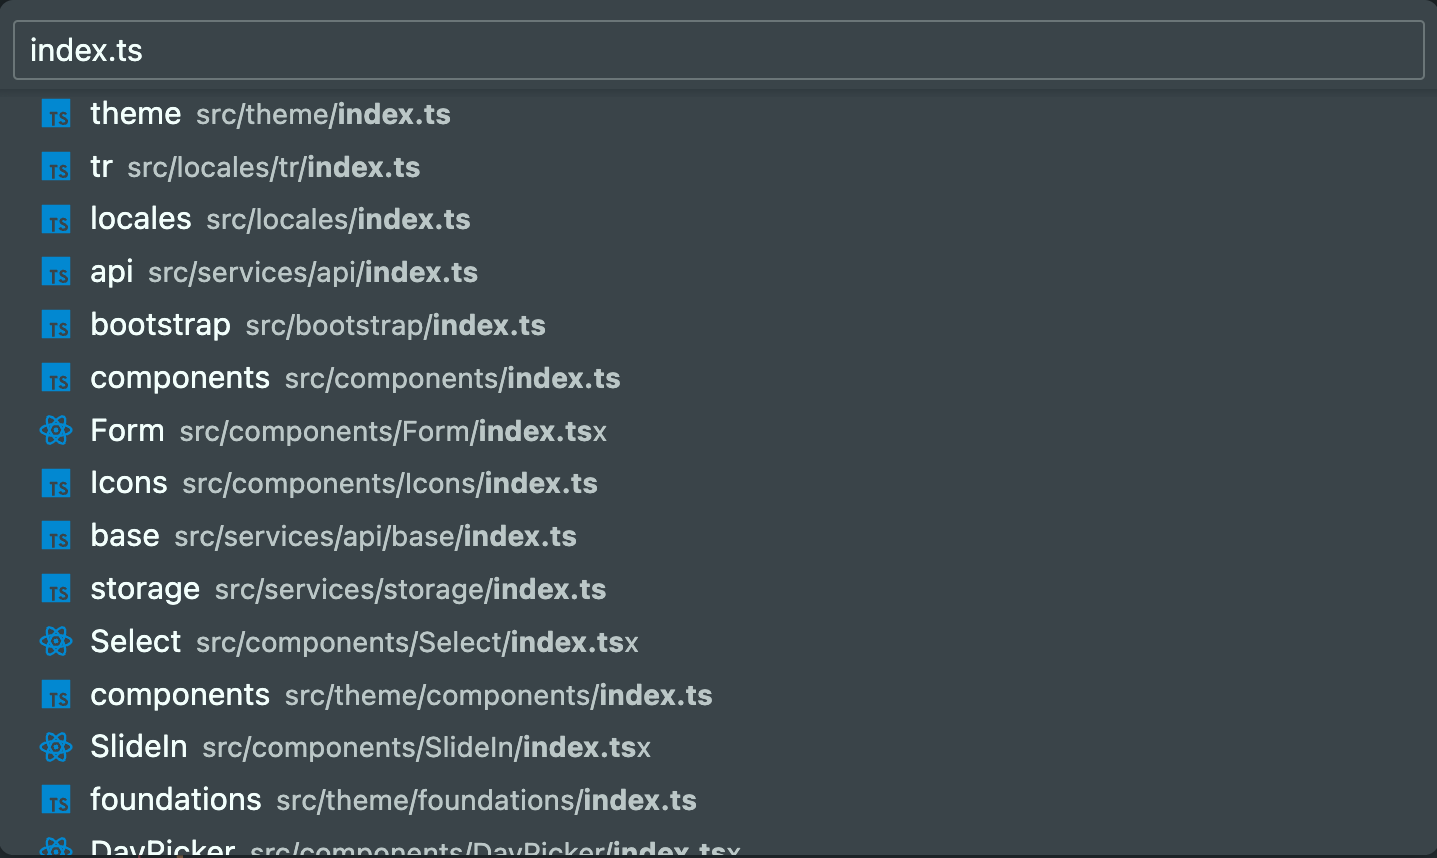 index.ts
TS theme src/theme/index.ts
TS tr src/locales/tr/index.ts
TS locales src/locales/index.ts
TS api src/services/api/index.ts
TS bootstrap src/bootstrap/index.ts
TS components src/components/index.ts
Form src/components/Form/index.tsx
TS Icons src/components/Icons/index.ts
TS base src/services/api/base/index.ts
TS storage src/services/storage/index.ts
Select src/components/Select/index.tsx
TS components src/theme/components/index.ts
SlideIn src/components/SlideIn/index.tsx
TS foundations src/theme/foundations/index.ts
DayPicker src/components/DayPicker/index.tsx